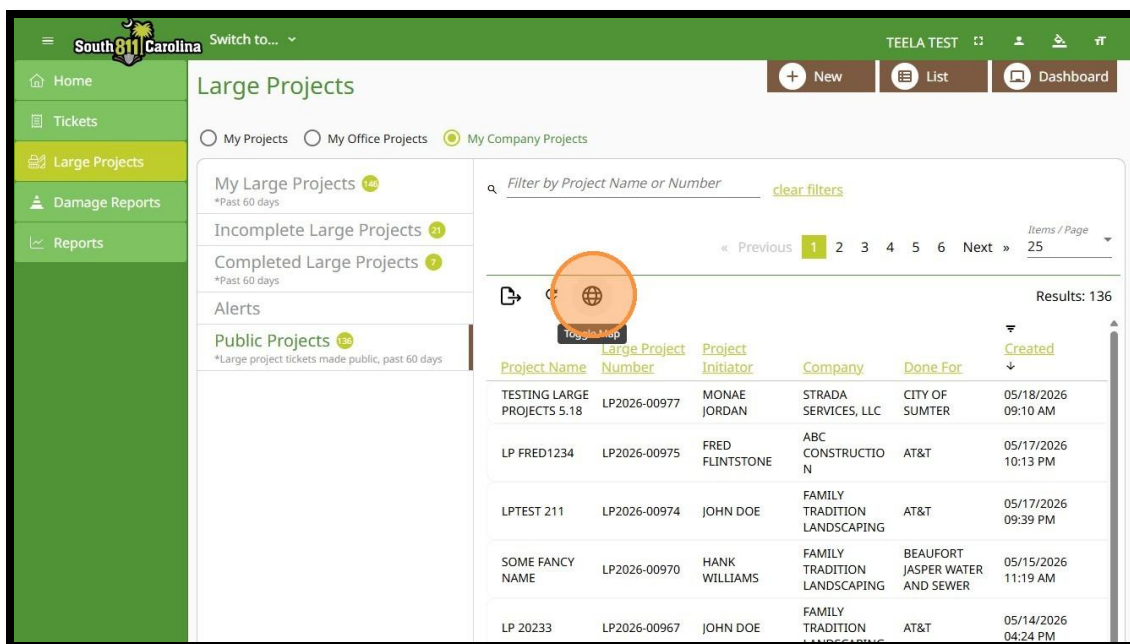 South 811 Carolina
Switch to...
TEELA TEST
Home
Tickets
Large Projects
Damage Reports
Reports
Large Projects
New
List
Dashboard
My Projects
My Office Projects
My Company Projects
My Large Projects 146
*Past 60 days
Incomplete Large Projects 21
Completed Large Projects 7
*Past 60 days
Alerts
Public Projects 136
*Large project tickets made public, past 60 days
Filter by Project Name or Number
clear filters
« Previous 1 2 3 4 5 6 Next »
Items / Page
25
Results: 136
Toggle Map
Project Name
Large Project Number
Project Initiator
Company
Done For
Created
TESTING LARGE PROJECTS 5.18
LP2026-00977
MONAE JORDAN
STRADA SERVICES, LLC
CITY OF SUMTER
05/18/2026 09:10 AM
LP FRED1234
LP2026-00975
FRED FLINTSTONE
ABC CONSTRUCTIO N
AT&T
05/17/2026 10:13 PM
LPTEST 211
LP2026-00974
JOHN DOE
FAMILY TRADITION LANDSCAPING
AT&T
05/17/2026 09:39 PM
SOME FANCY NAME
LP2026-00970
HANK WILLIAMS
FAMILY TRADITION LANDSCAPING
BEAUFORT JASPER WATER AND SEWER
05/15/2026 11:19 AM
LP 20233
LP2026-00967
JOHN DOE
FAMILY TRADITION LANDSCAPING
AT&T
05/14/2026 04:24 PM